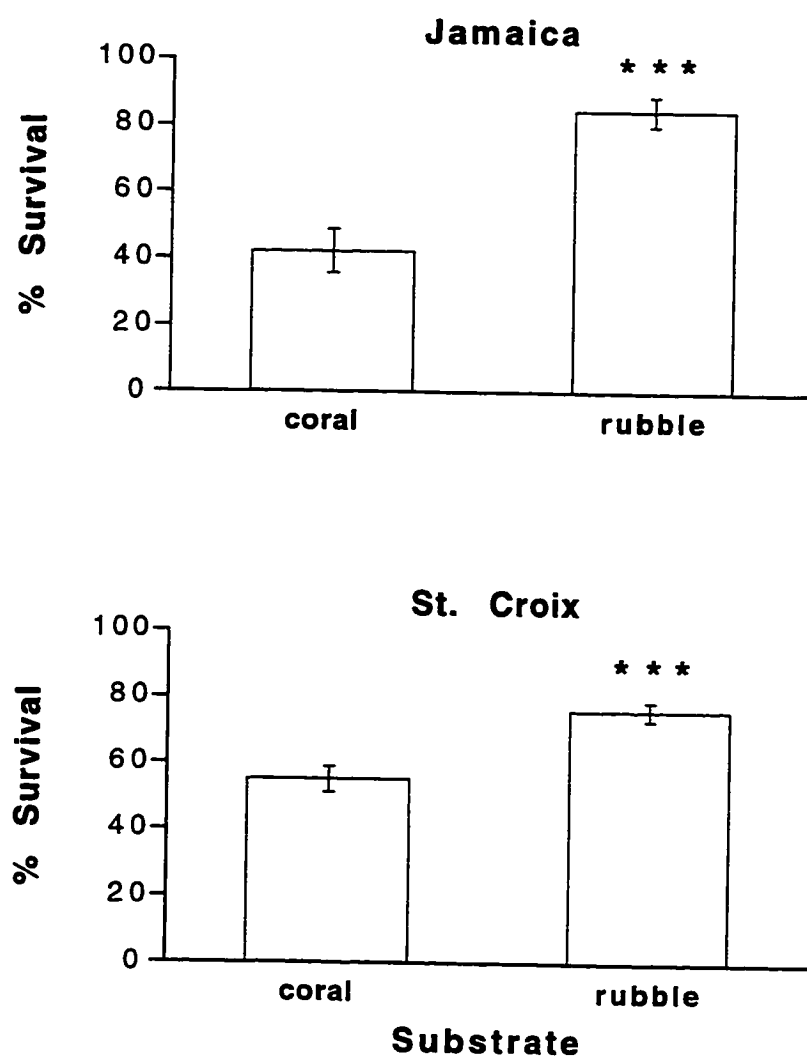 Jamaica
% Survival
100
80
60
40
20
0
* * *
coral rubble
St. Croix
% Survival
100
80
60
40
20
0
* * *
coral rubble
Substrate